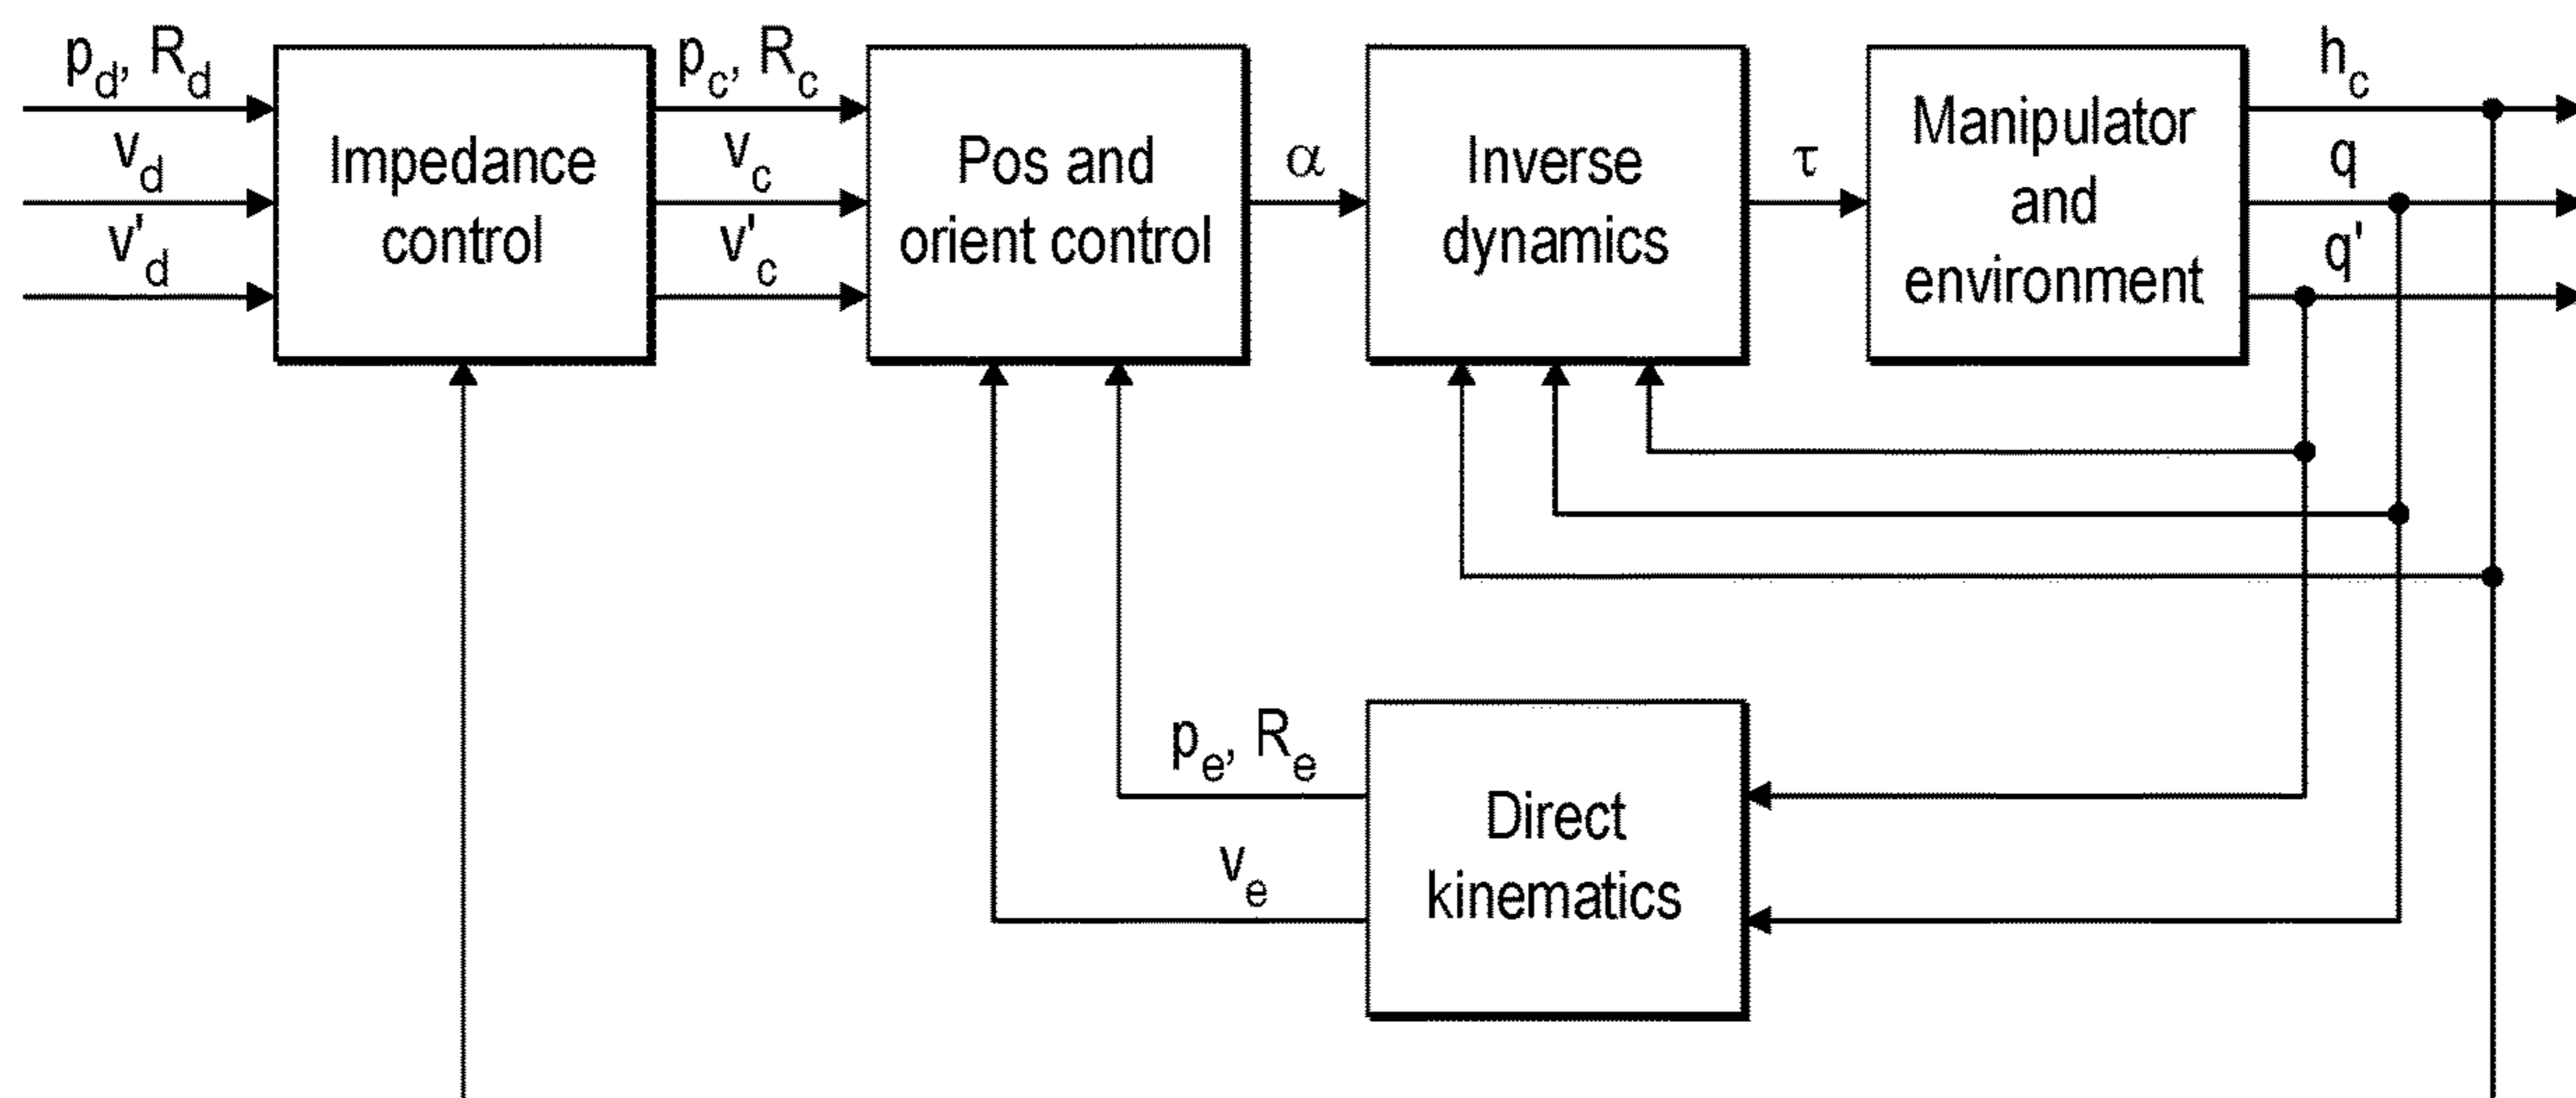 p_d, R_d
v_d
v'_d
Impedance
control
p_c, R_c
v_c
v'_c
Pos and
orient control
α
Inverse
dynamics
τ
Manipulator
and
environment
h_c
q
q'
p_e, R_e
v_e
Direct
kinematics